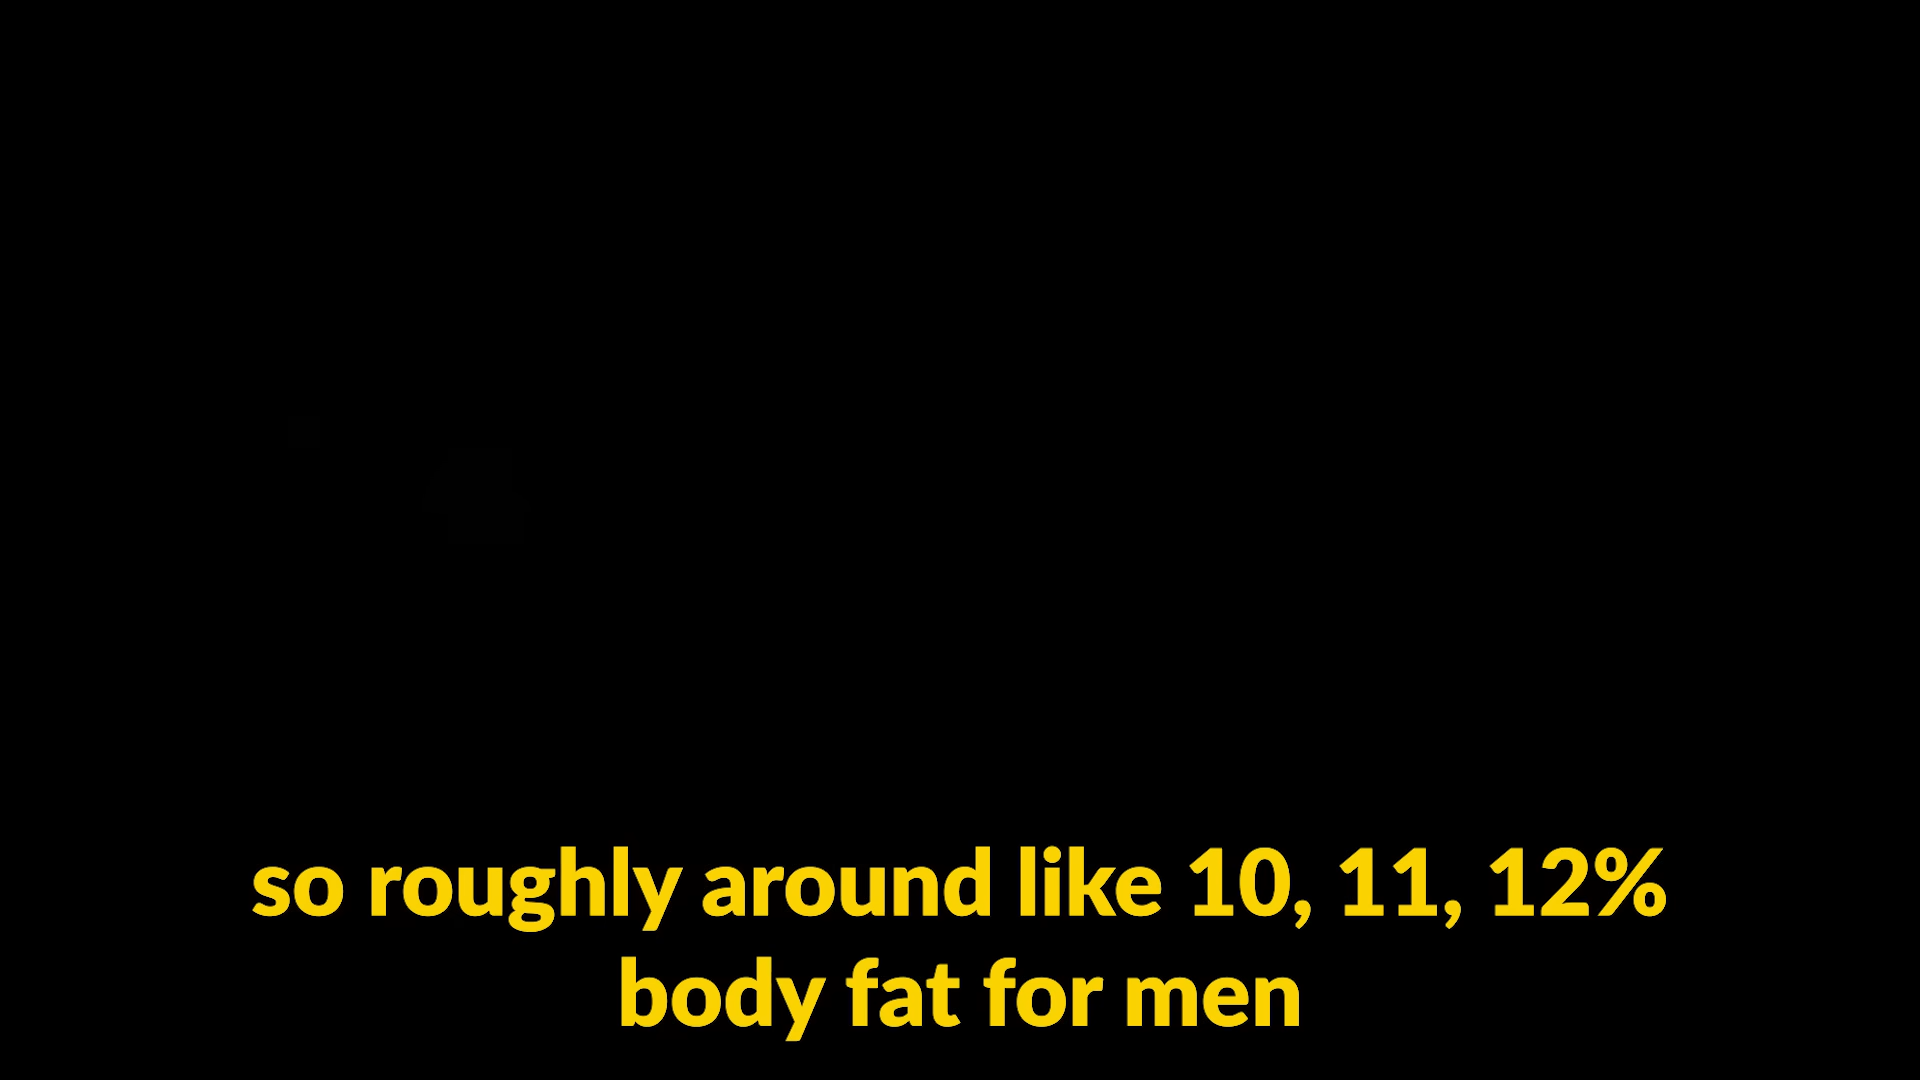 so roughly around like 10, 11, 12%
body fat for men